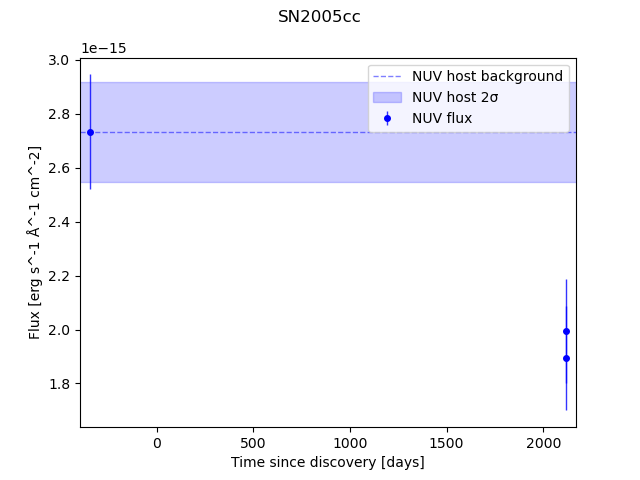 SN2005cc
1e−15
NUV host background
NUV host 2σ
NUV flux
3.0
2.8
2.6
2.4
2.2
2.0
1.8
Flux [erg s^-1 Å^-1 cm^-2]
0 500 1000 1500 2000
Time since discovery [days]